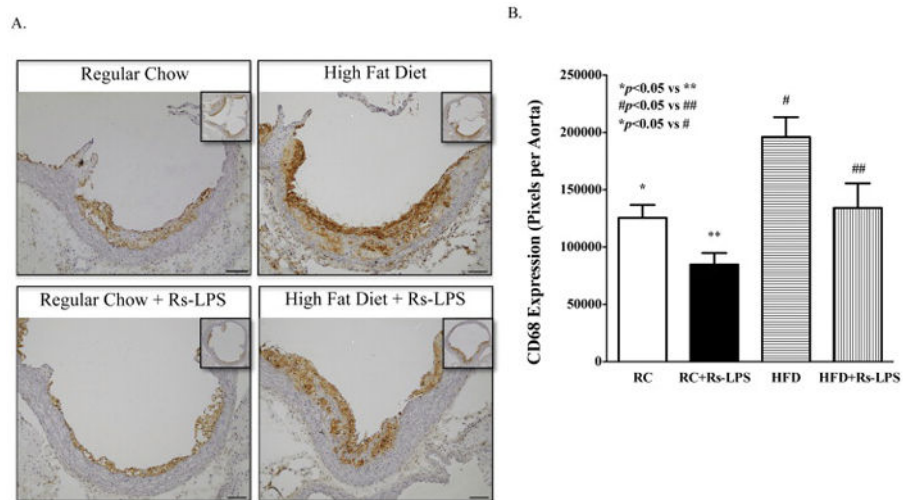 A.
Regular Chow
High Fat Diet
Regular Chow + Rs-LPS
High Fat Diet + Rs-LPS
B.
CD68 Expression (Pixels per Aorta)
250000
200000
150000
100000
50000
0
*p<0.05 vs **
#p<0.05 vs ##
*p<0.05 vs #
*
**
#
##
RC
RC+Rs-LPS
HFD
HFD+Rs-LPS